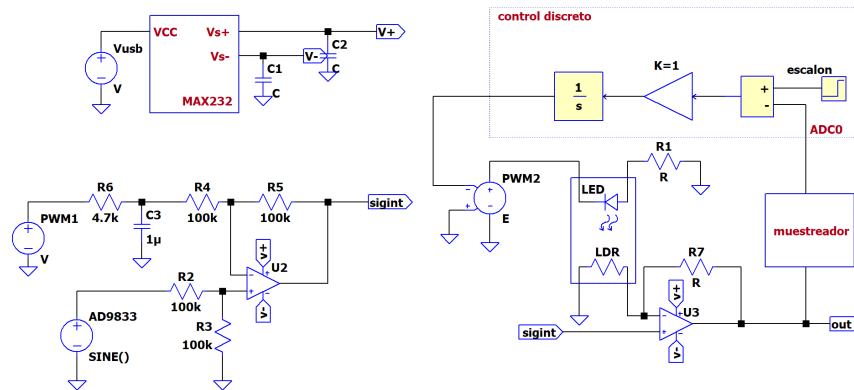 control discreto
Vusb
VCC
Vs+
V+
Vs-
V-
C2
C
C1
C
V
MAX232
K=1
1
s
escalon
+
-
ADC0
R1
R
PWM2
LED
E
R6
4.7k
R4
100k
R5
100k
sigint
PWM1
C3
1µ
V
muestreador
LDR
R7
R
v+
U2
v-
R2
100k
AD9833
R3
100k
SINE()
sigint
v+
U3
v-
out